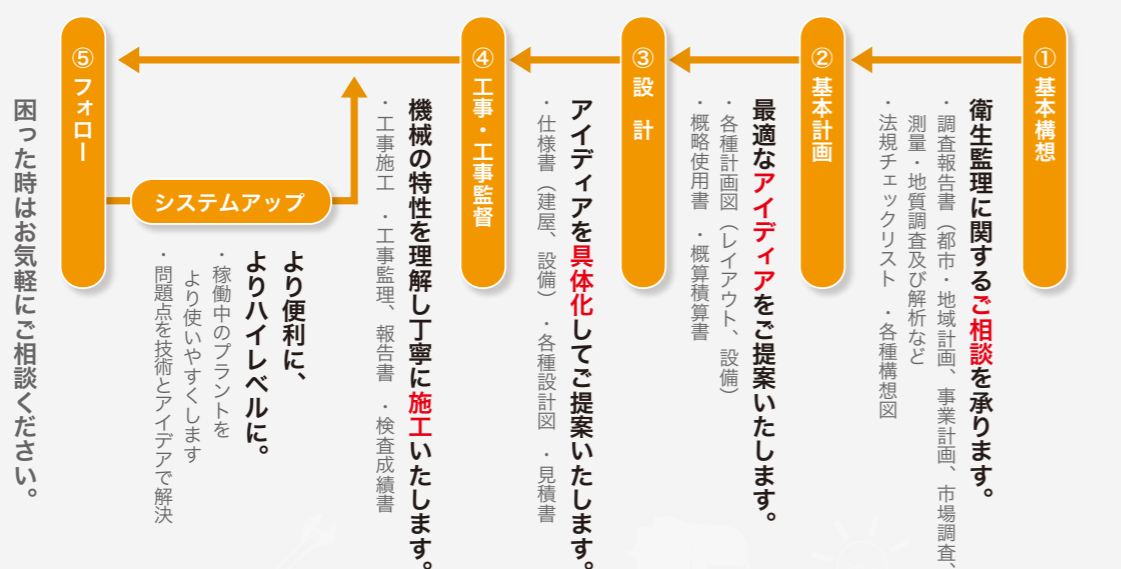 ①基本構想
衛生監理に関するご相談を承ります。
・調査報告書（都市・地域計画、事業計画、市場調査、
測量・地質調査及び解析など
・法規チェックリスト ・各種構想図
②基本計画
最適なアイディアをご提案いたします。
・各種計画図（レイアウト、設備）
・概略使用書 ・概算積算書
③設 計
アイディアを具体化してご提案いたします。
・仕様書（建屋、設備） ・各種設計図 ・見積書
④工事・工事監督
機械の特性を理解し丁寧に施工いたします。
・工事施工 ・工事監理、報告書 ・検査成績書
システムアップ
より便利に、
よりハイレベルに。
・稼働中のプラントを
より使いやすくします
・問題点を技術とアイデアで解決
⑤フォロー
困った時はお気軽にご相談ください。